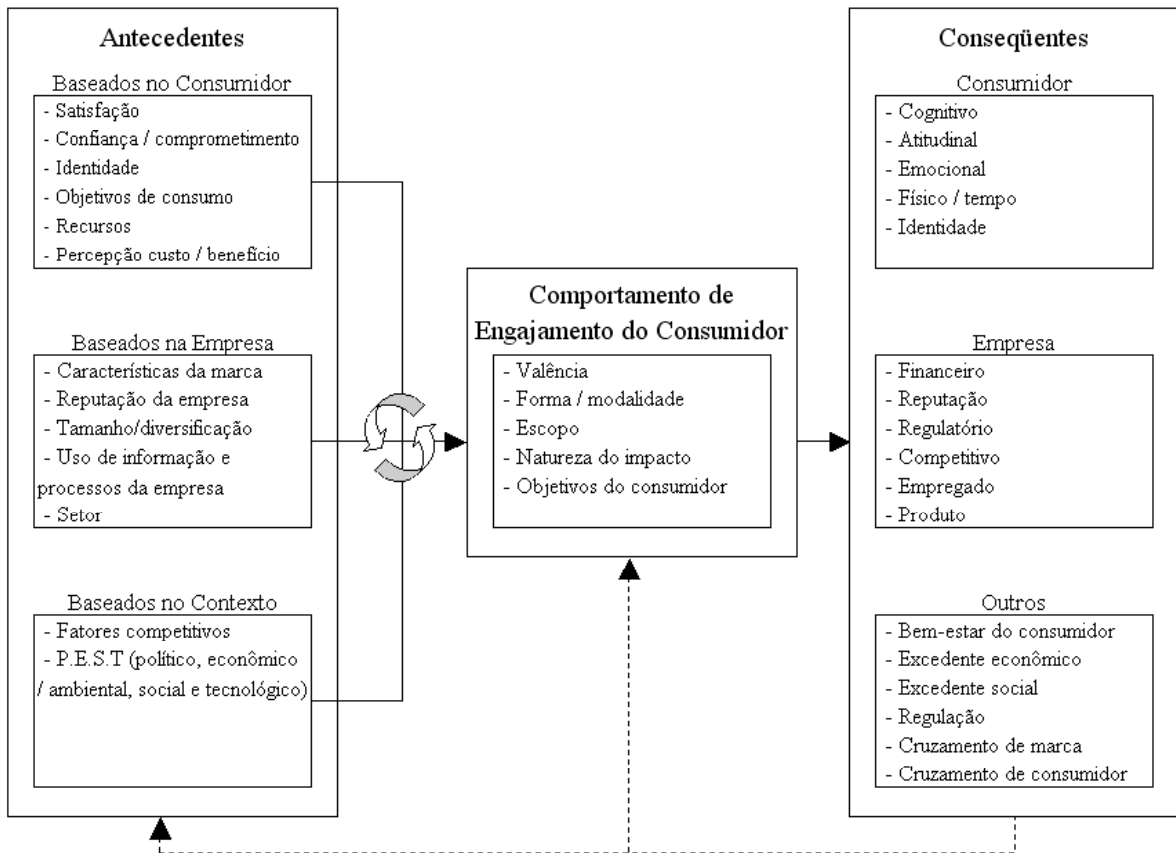 Antecedentes
Baseados no Consumidor
- Satisfação
- Confiança / comprometimento
- Identidade
- Objetivos de consumo
- Recursos
- Percepção custo / benefício
Baseados na Empresa
- Características da marca
- Reputação da empresa
- Tamanho/diversificação
- Uso de informação e
processos da empresa
- Setor
Baseados no Contexto
- Fatores competitivos
- P.E.S.T (político, econômico
/ ambiental, social e tecnológico)
Comportamento de
Engajamento do Consumidor
- Valência
- Forma / modalidade
- Escopo
- Natureza do impacto
- Objetivos do consumidor
Conseqüentes
Consumidor
- Cognitivo
- Atitudinal
- Emocional
- Físico / tempo
- Identidade
Empresa
- Financeiro
- Reputação
- Regulatório
- Competitivo
- Empregado
- Produto
Outros
- Bem-estar do consumidor
- Excedente econômico
- Excedente social
- Regulação
- Cruzamento de marca
- Cruzamento de consumidor